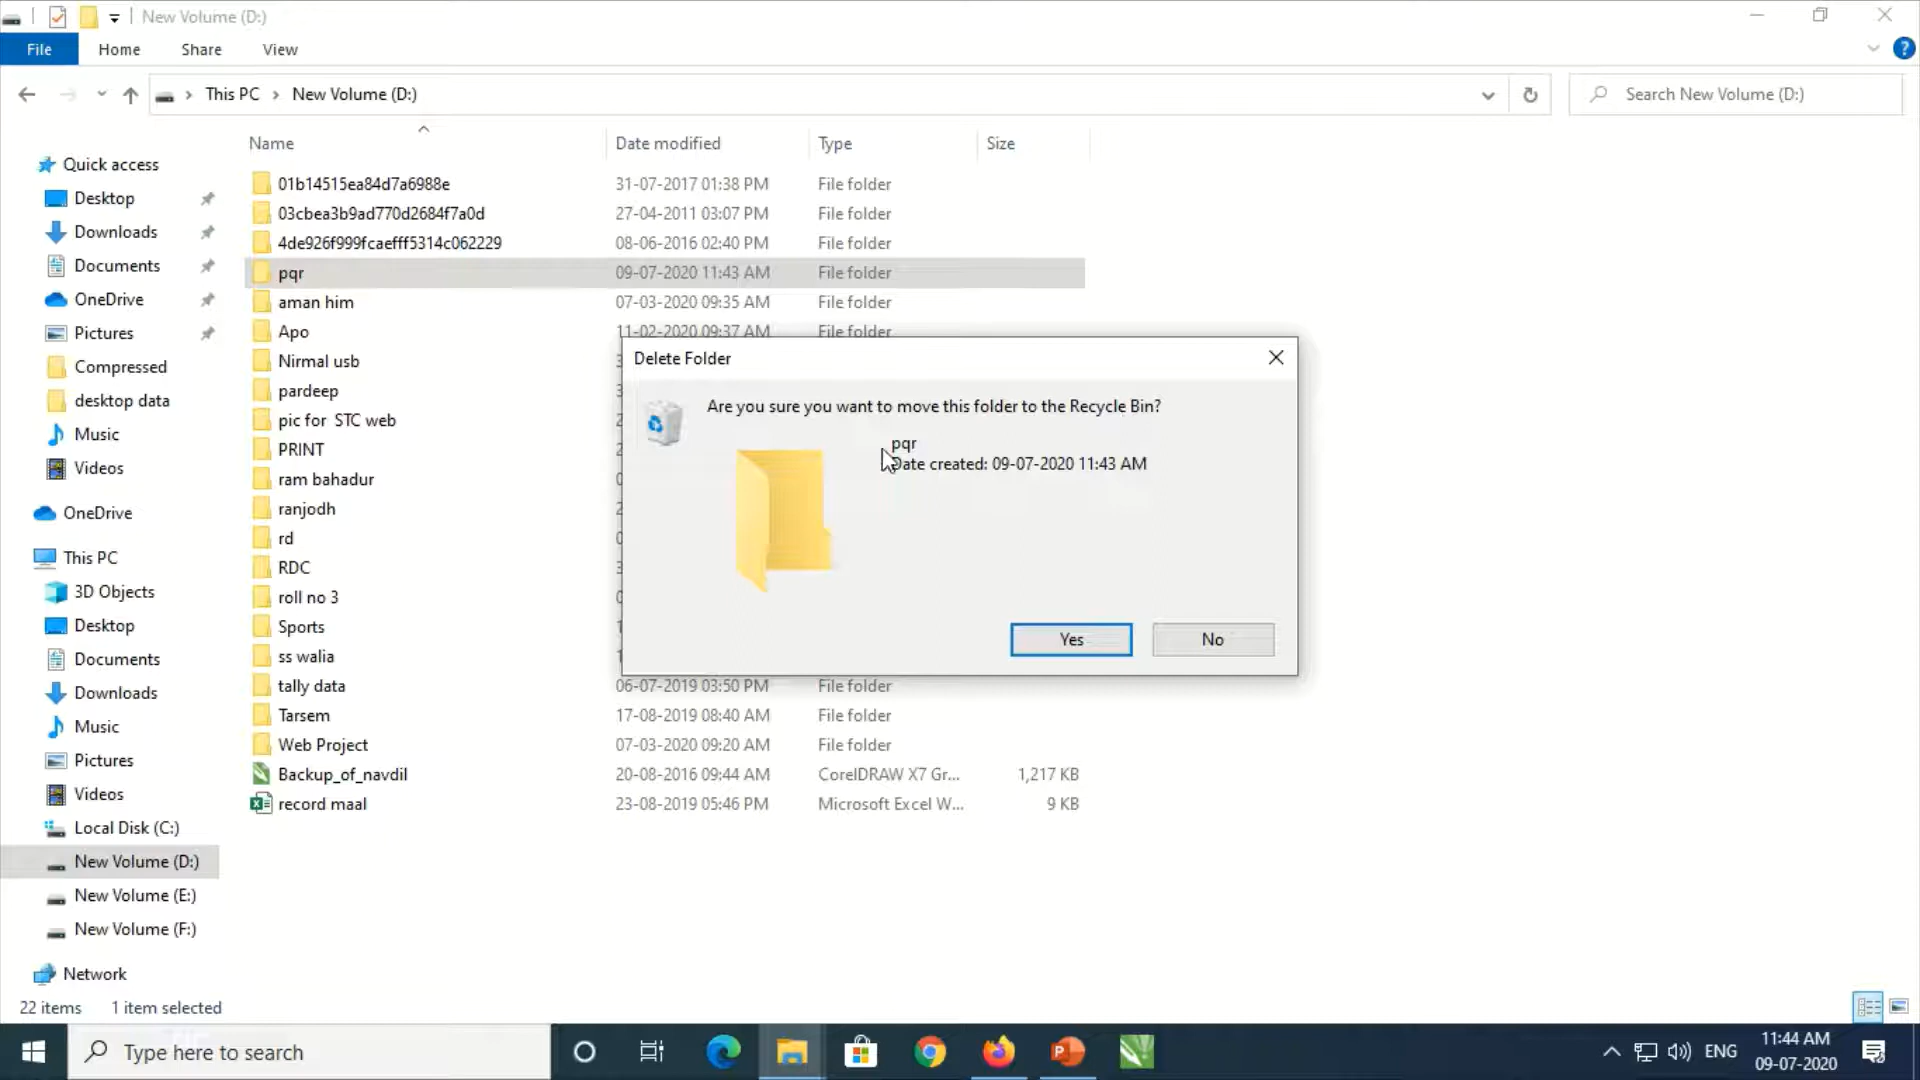 New Volume (D:)
File Home Share View
This PC New Volume (D:)
Search New Volume (D:)
Name Date modified Type Size
Quick access
Desktop
Downloads
Documents
OneDrive
Pictures
Compressed
desktop data
Music
Videos
OneDrive
This PC
3D Objects
Desktop
Documents
Downloads
Music
Pictures
Videos
Local Disk (C:)
New Volume (D:)
New Volume (E:)
New Volume (F:)
Network
01b14515ea84d7a6988e 31-07-2017 01:38 PM File folder
03cbea3b9ad770d2684f7a0d 27-04-2011 03:07 PM File folder
4de926f999fcaefff5314c062229 08-06-2016 02:40 PM File folder
pqr 09-07-2020 11:43 AM File folder
aman him 07-03-2020 09:35 AM File folder
Apo 11-02-2020 09:37 AM File folder
Nirmal usb
pardeep
pic for STC web
PRINT
ram bahadur
ranjodh
rd
RDC
roll no 3
Sports
ss walia
tally data 06-07-2019 03:50 PM File folder
Tarsem 17-08-2019 08:40 AM File folder
Web Project 07-03-2020 09:20 AM File folder
Backup_of_navdil 20-08-2016 09:44 AM CorelDRAW X7 Gr... 1,217 KB
record maal 23-08-2019 05:46 PM Microsoft Excel W... 9 KB
Delete Folder
Are you sure you want to move this folder to the Recycle Bin?
pqr
Date created: 09-07-2020 11:43 AM
Yes No
22 items 1 item selected
Type here to search
ENG
11:44 AM
09-07-2020